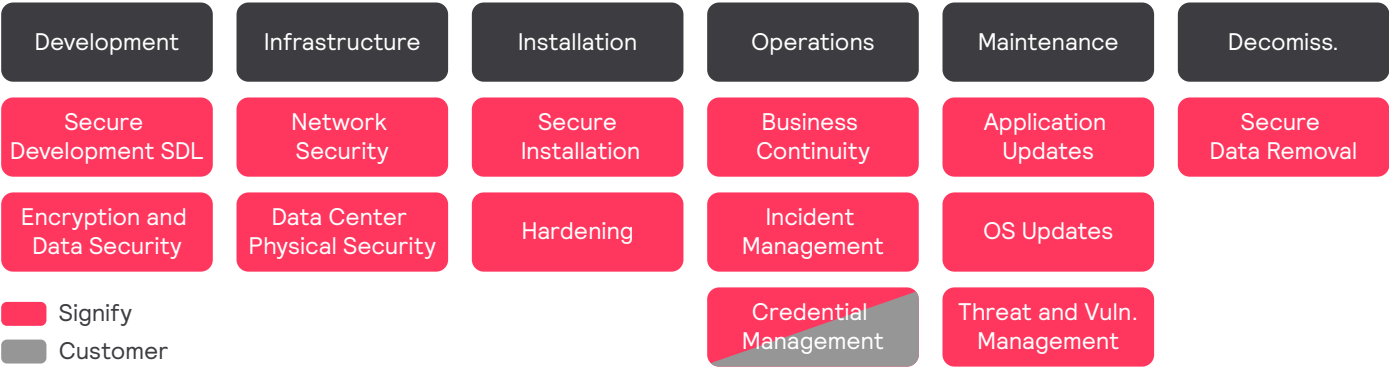 Development
Infrastructure
Installation
Operations
Maintenance
Decomiss.
Secure
Development SDL
Network
Security
Secure
Installation
Business
Continuity
Application
Updates
Secure
Data Removal
Encryption and
Data Security
Data Center
Physical Security
Hardening
Incident
Management
OS Updates
Signify
Customer
Credential
Management
Threat and Vuln.
Management